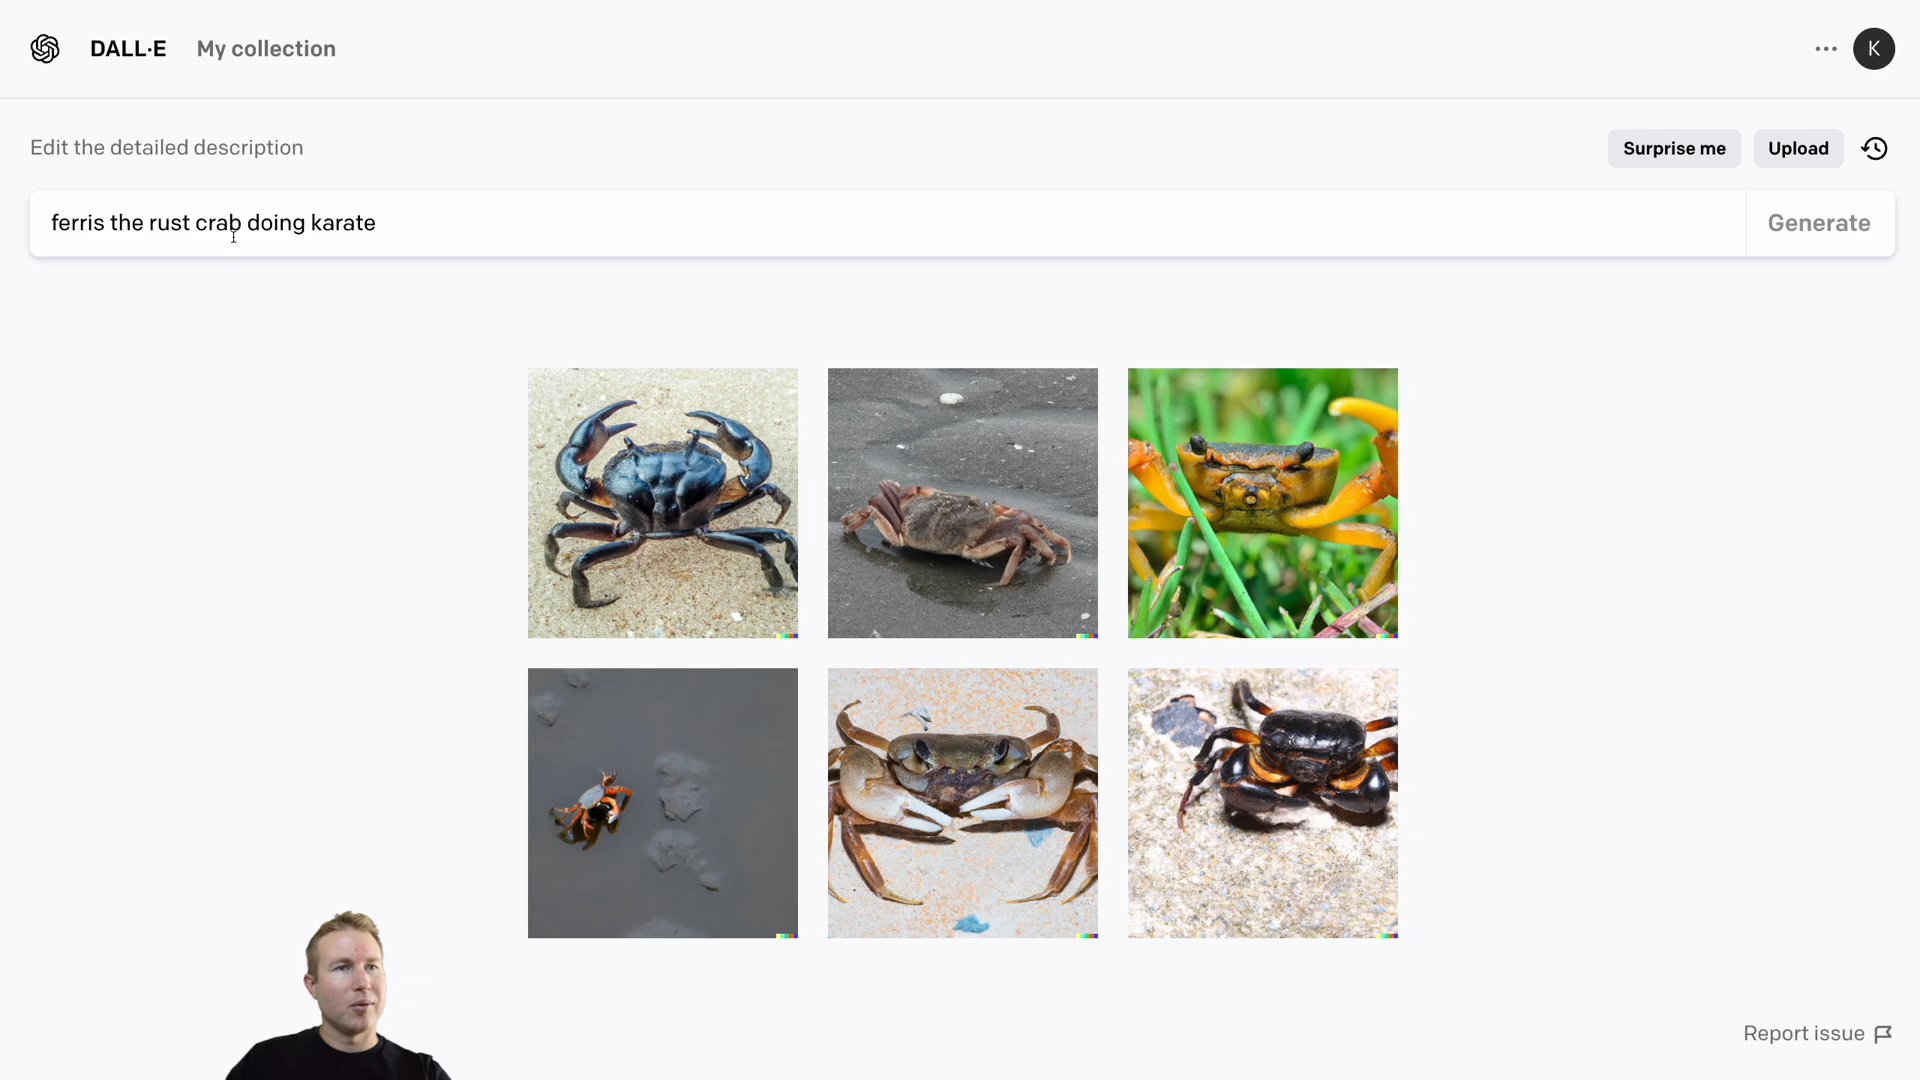 DALL·E My collection
K
Edit the detailed description
Surprise me
Upload
ferris the rust crab doing karate
Generate
Report issue